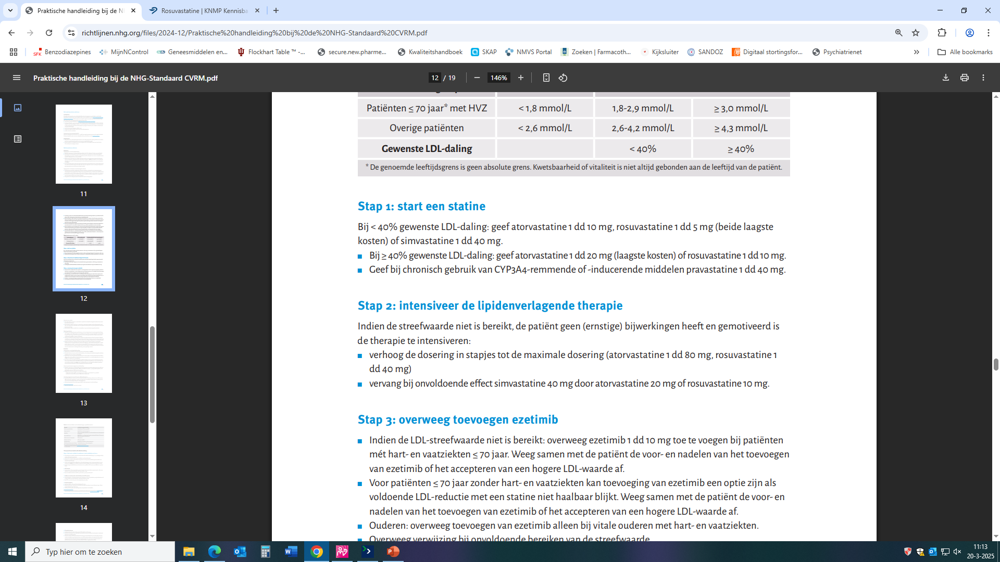 Praktische handleiding bij de N
Rosuvastatine | KNMP Kennisba
richtlijnen.nhg.org/files/2024-12/Praktische%20handleiding%20bij%20de%20NHG-Standaard%20CVRM.pdf
SFK Benzodiazepines
MijnNControl
Geneesmiddelen en...
Flockhart Table ™ -...
secure.new.pharme...
Kwaliteitshandboek
SKAP
NMVS Portal
Zoeken | Farmacoth...
Kijksluiter
SANDOZ
Digitaal stortingsfor...
Psychiatrienet
Alle bookmarks
Praktische handleiding bij de NHG-Standaard CVRM.pdf
12 / 19
146%
11
12
13
14
Patiënten ≤ 70 jaar* met HVZ < 1,8 mmol/L 1,8-2,9 mmol/L ≥ 3,0 mmol/L
Overige patiënten < 2,6 mmol/L 2,6-4,2 mmol/L ≥ 4,3 mmol/L
Gewenste LDL-daling < 40% ≥ 40%
* De genoemde leeftijdsgrens is geen absolute grens. Kwetsbaarheid of vitaliteit is niet altijd gebonden aan de leeftijd van de patiënt.
Stap 1: start een statine
Bij < 40% gewenste LDL-daling: geef atorvastatine 1 dd 10 mg, rosuvastatine 1 dd 5 mg (beide laagste
kosten) of simvastatine 1 dd 40 mg.
Bij ≥ 40% gewenste LDL-daling: geef atorvastatine 1 dd 20 mg (laagste kosten) of rosuvastatine 1 dd 10 mg.
Geef bij chronisch gebruik van CYP3A4-remmende of -inducerende middelen pravastatine 1 dd 40 mg.
Stap 2: intensiveer de lipidenverlagende therapie
Indien de streefwaarde niet is bereikt, de patiënt geen (ernstige) bijwerkingen heeft en gemotiveerd is
de therapie te intensiveren:
verhoog de dosering in stapjes tot de maximale dosering (atorvastatine 1 dd 80 mg, rosuvastatine 1
dd 40 mg)
vervang bij onvoldoende effect simvastatine 40 mg door atorvastatine 20 mg of rosuvastatine 10 mg.
Stap 3: overweeg toevoegen ezetimib
Indien de LDL-streefwaarde niet is bereikt: overweeg ezetimib 1 dd 10 mg toe te voegen bij patiënten
mét hart- en vaatziekten ≤ 70 jaar. Weeg samen met de patiënt de voor- en nadelen van het toevoegen
van ezetimib of het accepteren van een hogere LDL-waarde af.
Voor patiënten ≤ 70 jaar zonder hart- en vaatziekten kan toevoeging van ezetimib een optie zijn als
voldoende LDL-reductie met een statine niet haalbaar blijkt. Weeg samen met de patiënt de voor- en
nadelen van het toevoegen van ezetimib of het accepteren van een hogere LDL-waarde af.
Ouderen: overweeg toevoegen van ezetimib alleen bij vitale ouderen met hart- en vaatziekten.
Overweeg verwijzing bij onvoldoende bereiken van de streefwaarde.
Typ hier om te zoeken
11:13
20-3-2025